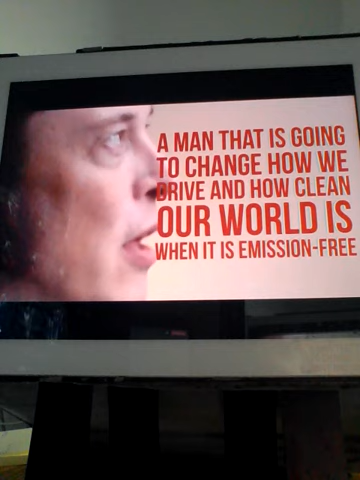 A MAN THAT IS GOING
TO CHANGE HOW WE
DRIVE AND HOW CLEAN
OUR WORLD IS
WHEN IT IS EMISSION-FREE